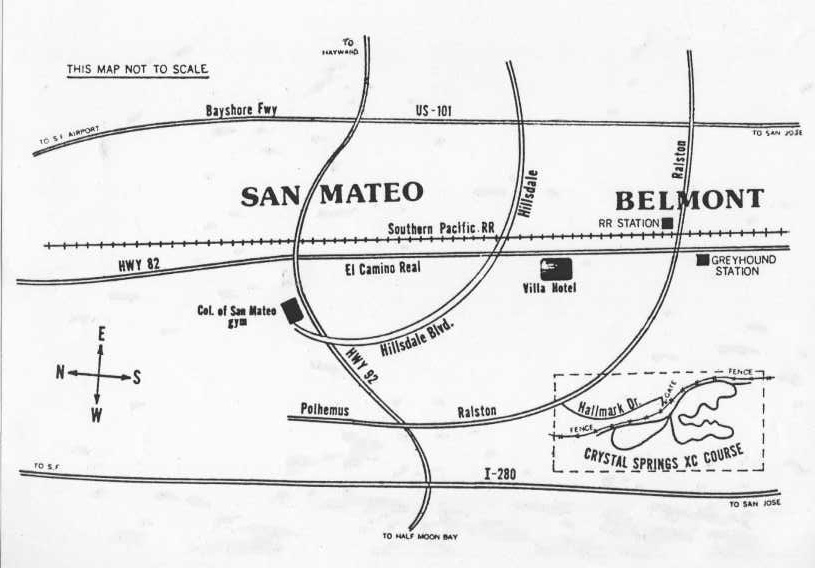 TO
HAYWARD
THIS MAP NOT TO SCALE
Bayshore Fwy
US-101
TO S.F. AIRPORT
TO SAN JOSE
Ralston
SAN MATEO
Hillsdale
BELMONT
RR STATION
Southern Pacific RR
HWY 82
El Camino Real
GREYHOUND
STATION
Villa Hotel
Col. of San Mateo
gym
Hillsdale Blvd.
HWY 92
E
N
S
W
FENCE
GATE
Hallmark Dr.
Polhemus
Ralston
FENCE
CRYSTAL SPRINGS XC COURSE
TO S.F.
I-280
TO SAN JOSE
TO HALF MOON BAY